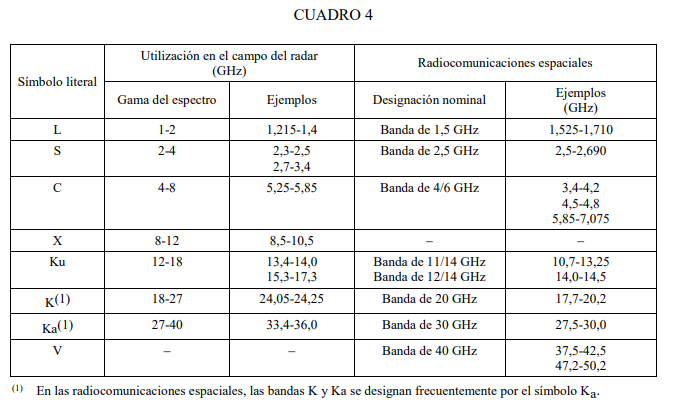 CUADRO 4
Símbolo literal
Utilización en el campo del radar
(GHz)
Radiocomunicaciones espaciales
Gama del espectro
Ejemplos
Designación nominal
Ejemplos
(GHz)
L 1-2 1,215-1,4 Banda de 1,5 GHz 1,525-1,710
S 2-4 2,3-2,5 Banda de 2,5 GHz 2,5-2,690
2,7-3,4
C 4-8 5,25-5,85 Banda de 4/6 GHz 3,4-4,2
4,5-4,8
5,85-7,075
X 8-12 8,5-10,5 – –
Ku 12-18 13,4-14,0 Banda de 11/14 GHz 10,7-13,25
15,3-17,3 Banda de 12/14 GHz 14,0-14,5
K(1) 18-27 24,05-24,25 Banda de 20 GHz 17,7-20,2
Ka(1) 27-40 33,4-36,0 Banda de 30 GHz 27,5-30,0
V – – Banda de 40 GHz 37,5-42,5
47,2-50,2
(1) En las radiocomunicaciones espaciales, las bandas K y Ka se designan frecuentemente por el símbolo Ka.